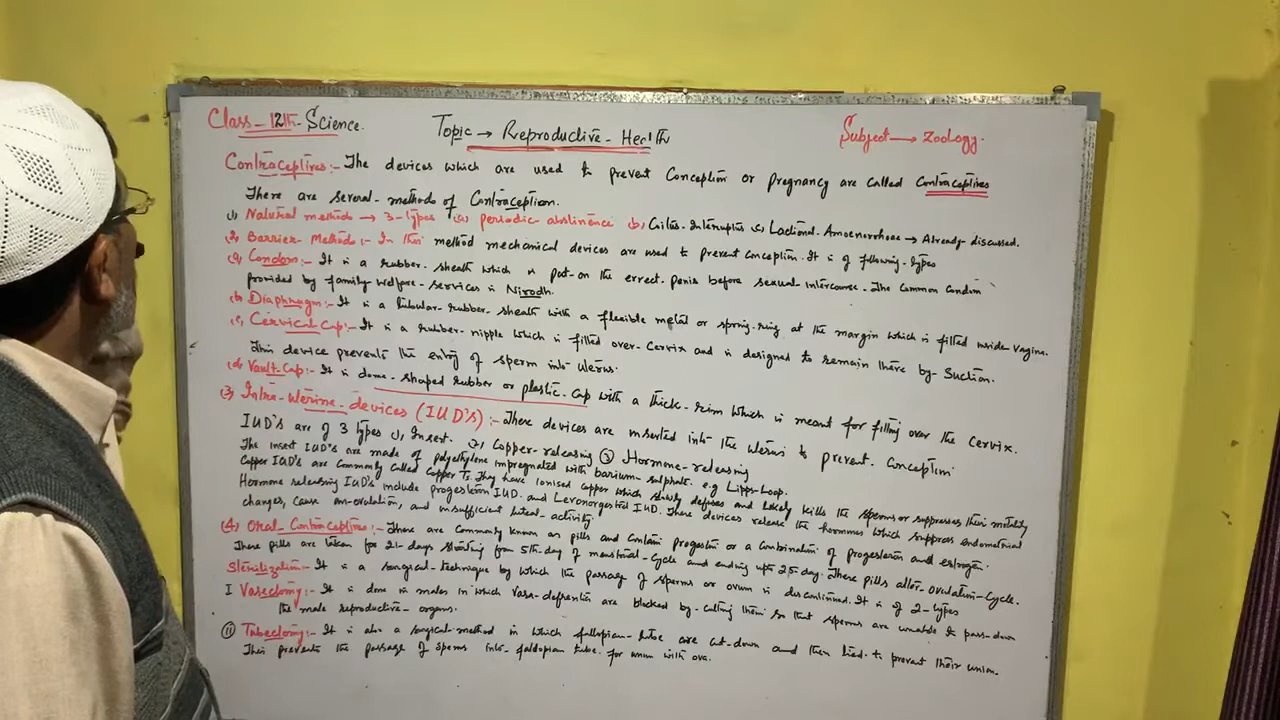 Class-12th-Science.
Topic → Reproductive-Health
Subject → Zoology.
Contraceptives:- The devices which are used to prevent Conception or pregnancy are called Contraceptives
There are several-methods of Contraception.
1) Natural methods → 3-types (a) periodic-abstinence (b) Coitus-Interruptus (c) Lactional. Amoenorrhoae → Already-discussed.
2) Barrier-Methods:- In this method mechanical devices are used to prevent conception. It is of following-types
(a) Condom:- It is a rubber-sheath which is put-on the errect-penis before sexual-intercourse. The Common Condom
provided by family welfare-services is Nirodh.
(b) Diaphragm:- It is a tubular-rubber-sheath with a flexible metal or spring-ring at the margin which is fitted inside-vagina.
(c) Cervical Cap:- It is a rubber-nipple which is fitted over-Cervix and is designed to remain there by-Suction.
This device prevents the entry of sperm into uterus.
(d) Vault-Cap:- It is dome-shaped rubber or plastic-Cap with a thick-rim which is meant for fitting over the Cervix.
(3) Intra-uterine-devices (IUD's):- These devices are inserted into the uterus to prevent-Conception
IUD's are of 3 types 1) Insert. 2) Copper-releasing (3) Hormone-releasing
The insert IUD's are made of polyethylene impregnated with barium-sulphate. e.g Lipps-Loop.
Copper IUD's are commonly called Copper Ts. They have ionised copper which slowly defuses and likely kills the sperms or suppresses their motility
Hormone releasing IUD's include progesteron IUD. and Levonorgestrel IUD. These devices release the hormones which suppress endometrial
changes, cause an-ovulation, and insufficient luteal-activity.
(4) Oral-Contraceptives:- These are commonly known as pills and contain progestin or a combination of progesteron and estrogen.
These pills are taken for 21-days starting from 5th-day of menstrual-cycle and ending upto 25 day. These pills alter-ovulation-Cycle.
Sterilization:- It is a surgical-technique by which the passage of sperms or ovum is discontinued. It is of 2-types
I Vasectomy:- It is done in males in which Vasa-defrentia are blocked by-cutting them so that sperms are unable to pass-down
the male reproductive-organs.
(II) Tubectomy:- It is also a surgical-method in which fallopian-tube are cut-down and then tied-to prevent their union.
This prevents the passage of sperms into-fallopian tube. for union with ova.